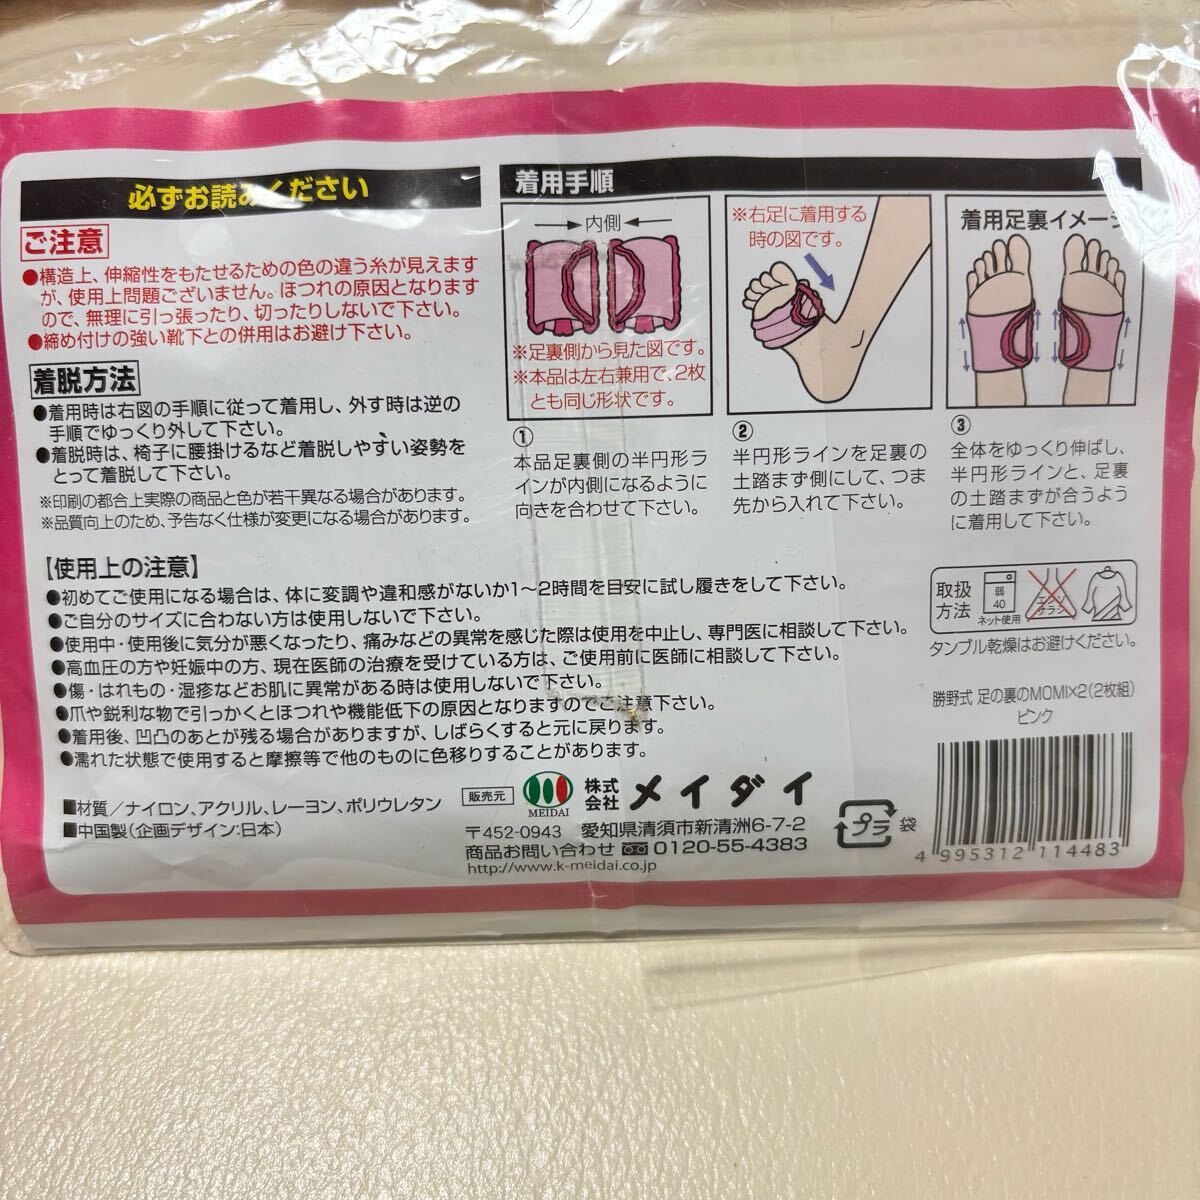 必ずお読みください
ご注意
●構造上、伸縮性をもたせるための色の違う糸が見えます
が、使用上問題ございません。ほつれの原因となります
ので、無理に引っ張ったり、切ったりしないで下さい。
●締め付けの強い靴下との併用はお避け下さい。
着脱方法
●着用時は右図の手順に従って着用し、外す時は逆の
手順でゆっくり外して下さい。
●着脱時は、椅子に腰掛けるなど着脱しやすい姿勢を
とって着脱して下さい。
※印刷の都合上実際の商品と色が若干異なる場合があります。
※品質向上のため、予告なく仕様が変更になる場合があります。
着用手順
内側
※足裏側から見た図です。
※本品は左右兼用で、2枚
とも同じ形状です。
①
本品足裏側の半円形ラ
インが内側になるように
向きを合わせて下さい。
※右足に着用する
時の図です。
②
半円形ラインを足裏の
土踏まず側にして、つま
先から入れて下さい。
着用足裏イメージ
③
全体をゆっくり伸ばし、
半円形ラインと、足裏
の土踏まずが合うよう
に着用して下さい。
【使用上の注意】
●初めてご使用になる場合は、体に変調や違和感がないか1〜2時間を目安に試し履きをして下さい。
●ご自分のサイズに合わない方は使用しないで下さい。
●使用中・使用後に気分が悪くなったり、痛みなどの異常を感じた際は使用を中止し、専門医に相談して下さい。
●高血圧の方や妊娠中の方、現在医師の治療を受けている方は、ご使用前に医師に相談して下さい。
●傷・はれもの・湿疹などお肌に異常がある時は使用しないで下さい。
●爪や鋭利な物で引っかくとほつれや機能低下の原因となりますのでご注意下さい。
●着用後、凹凸のあとが残る場合がありますが、しばらくすると元に戻ります。
●濡れた状態で使用すると摩擦等で他のものに色移りすることがあります。
取扱
方法
弱
40
ネット使用
エンソ
サラシ
タンブル乾燥はお避けください。
勝野式 足の裏のMOMI×2(2枚組)
ピンク
4 995312 114483
■材質/ナイロン、アクリル、レーヨン、ポリウレタン
■中国製(企画デザイン:日本)
販売元
MEIDAI
株式
会社
メイダイ
〒452-0943 愛知県清須市新清洲6-7-2
商品お問い合わせ 0120-55-4383
http://www.k-meidai.co.jp
プラ
袋